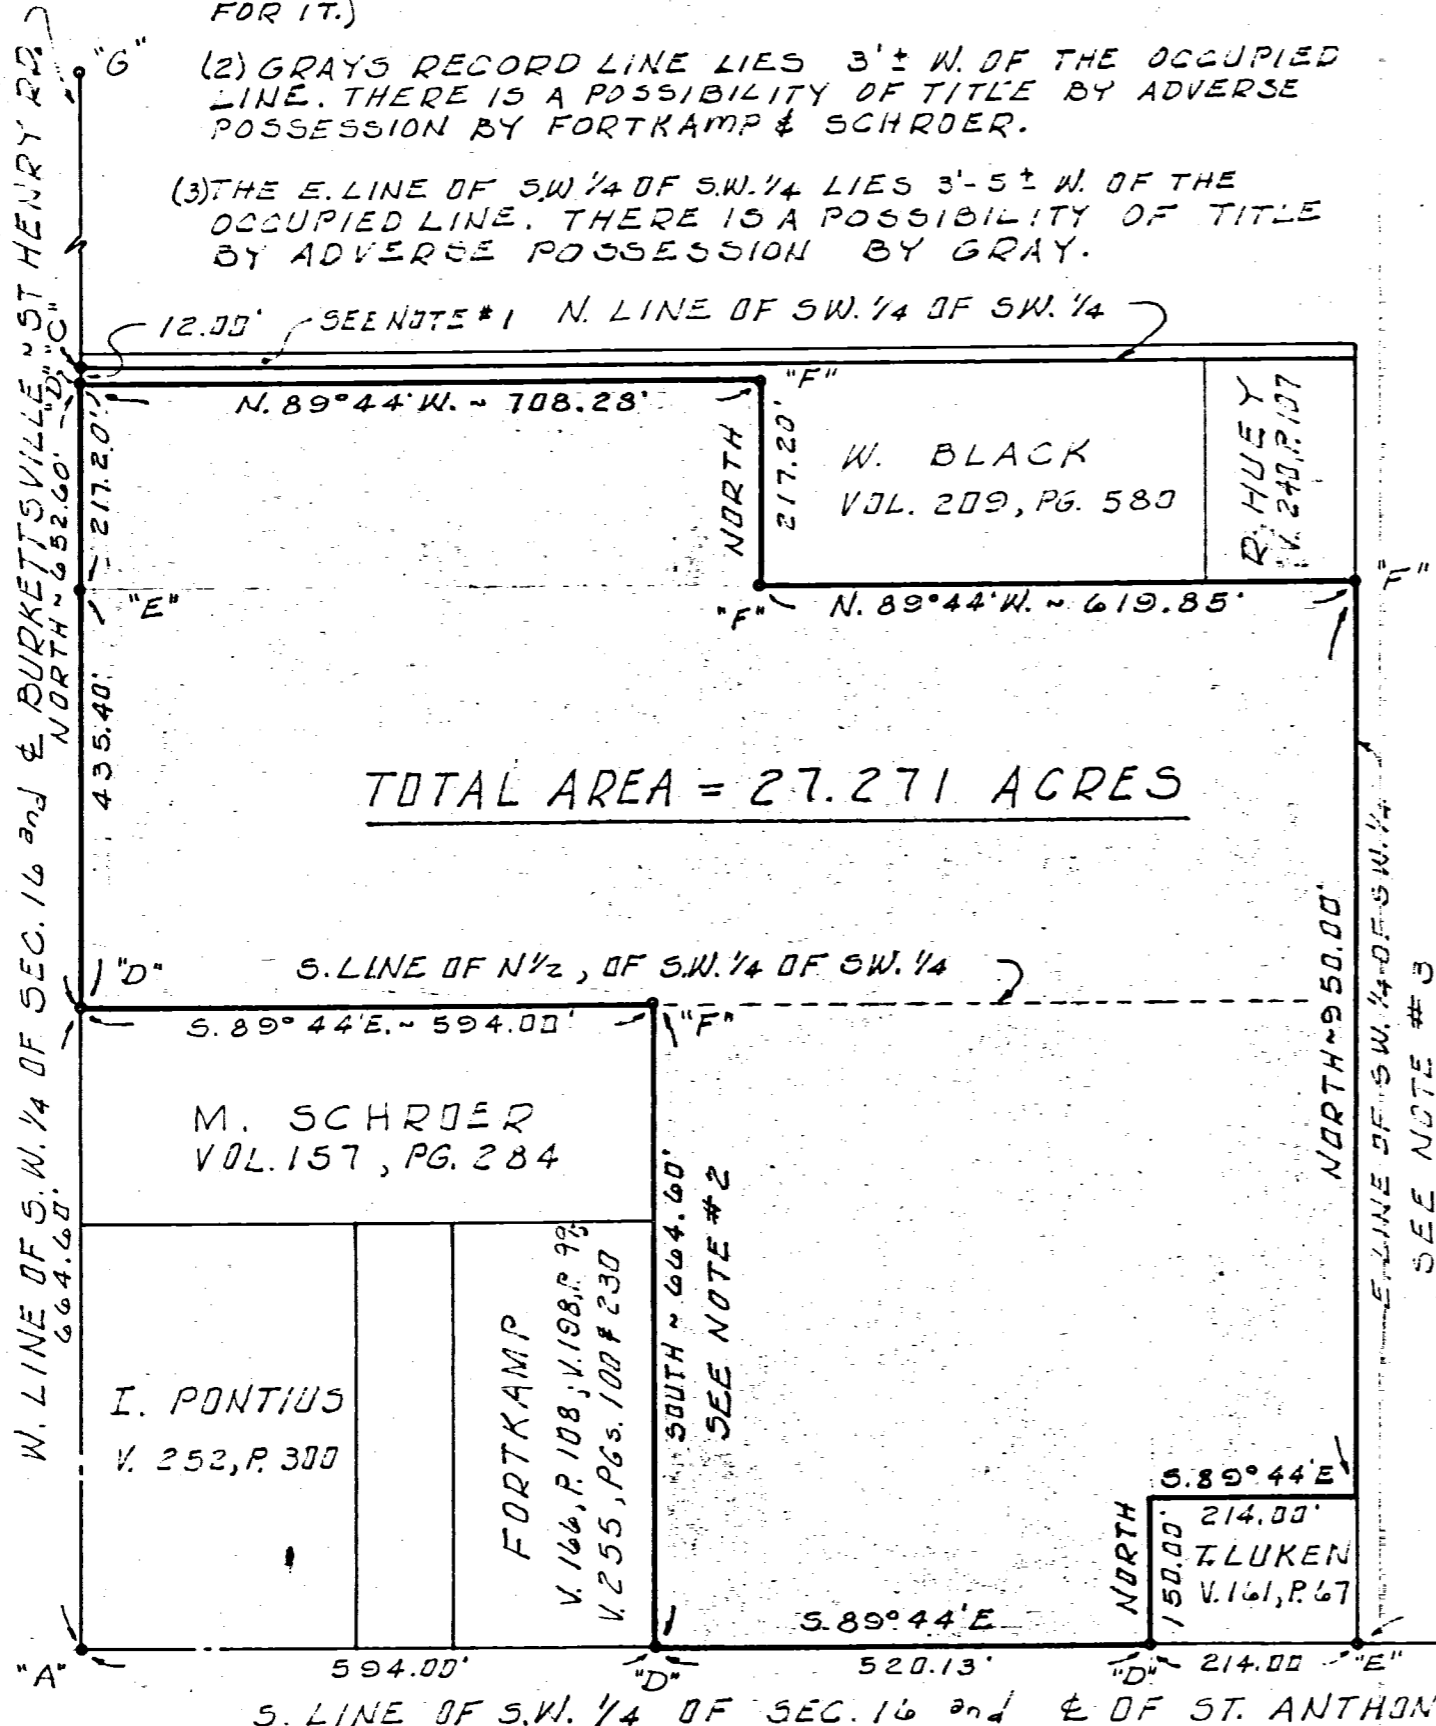 FOR IT.)
"G"
(2) GRAYS RECORD LINE LIES 3'± W. OF THE OCCUPIED
LINE. THERE IS A POSSIBILITY OF TITLE BY ADVERSE
POSSESSION BY FORTKAMP & SCHROER.
(3) THE E. LINE OF S.W. 1/4 OF S.W. 1/4 LIES 3'-5± W. OF THE
OCCUPIED LINE. THERE IS A POSSIBILITY OF TITLE
BY ADVERSE POSSESSION BY GRAY.
12.00'
SEE NOTE #1
N. LINE OF SW. 1/4 OF SW. 1/4
"C"
"D"
N. 89°44' W. ~ 708.28'
"F"
W. LINE OF S.W. 1/4 OF SEC. 16 and ℄ BURKETTSVILLE ~ ST HENRY RD.
NORTH ~ 652.60'
217.20'
NORTH
217.20'
W. BLACK
VOL. 209, PG. 580
R. HUEY
V. 240, P. 107
"E"
"F"
N. 89°44' W. ~ 619.85'
"F"
435.40'
TOTAL AREA = 27.271 ACRES
"D"
S. LINE OF N 1/2, OF S.W. 1/4 OF SW. 1/4
S. 89°44' E. ~ 594.00'
"F"
NORTH ~ 950.00'
E. LINE OF SW. 1/4 OF SW. 1/4
SEE NOTE #3
M. SCHROER
VOL. 157, PG. 284
664.60'
SOUTH ~ 664.60'
SEE NOTE #2
I. PONTIUS
V. 252, P. 300
FORTKAMP
V. 166, P. 108; V. 198, P.
V. 255, PGs. 100 & 230
S. 89°44' E
214.00'
NORTH
150.00'
T. LUKEN
V. 161, P. 67
S. 89°44' E
"A"
594.00'
"D"
520.13'
"D"
214.00
"E"
S. LINE OF S.W. 1/4 OF SEC. 16 and ℄ OF ST. ANTHON